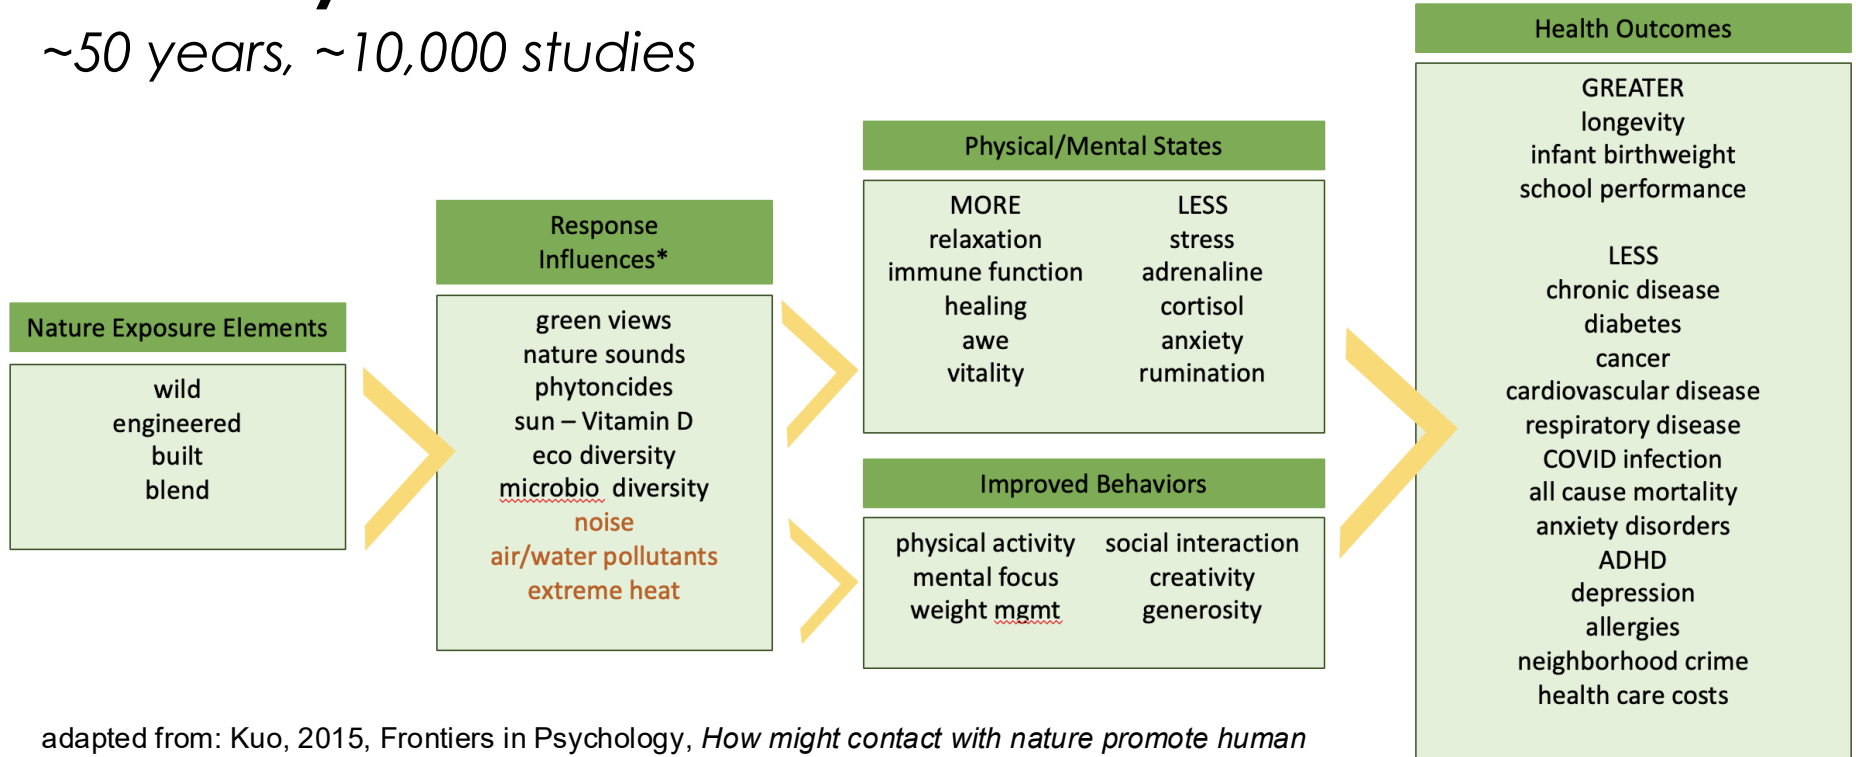 ~50 years, ~10,000 studies
Nature Exposure Elements
wild
engineered
built
blend
Response
Influences*
green views
nature sounds
phytoncides
sun – Vitamin D
eco diversity
microbio diversity
noise
air/water pollutants
extreme heat
Physical/Mental States
MORE
relaxation
immune function
healing
awe
vitality
LESS
stress
adrenaline
cortisol
anxiety
rumination
Improved Behaviors
physical activity
mental focus
weight mgmt
social interaction
creativity
generosity
Health Outcomes
GREATER
longevity
infant birthweight
school performance
LESS
chronic disease
diabetes
cancer
cardiovascular disease
respiratory disease
COVID infection
all cause mortality
anxiety disorders
ADHD
depression
allergies
neighborhood crime
health care costs
adapted from: Kuo, 2015, Frontiers in Psychology, How might contact with nature promote human